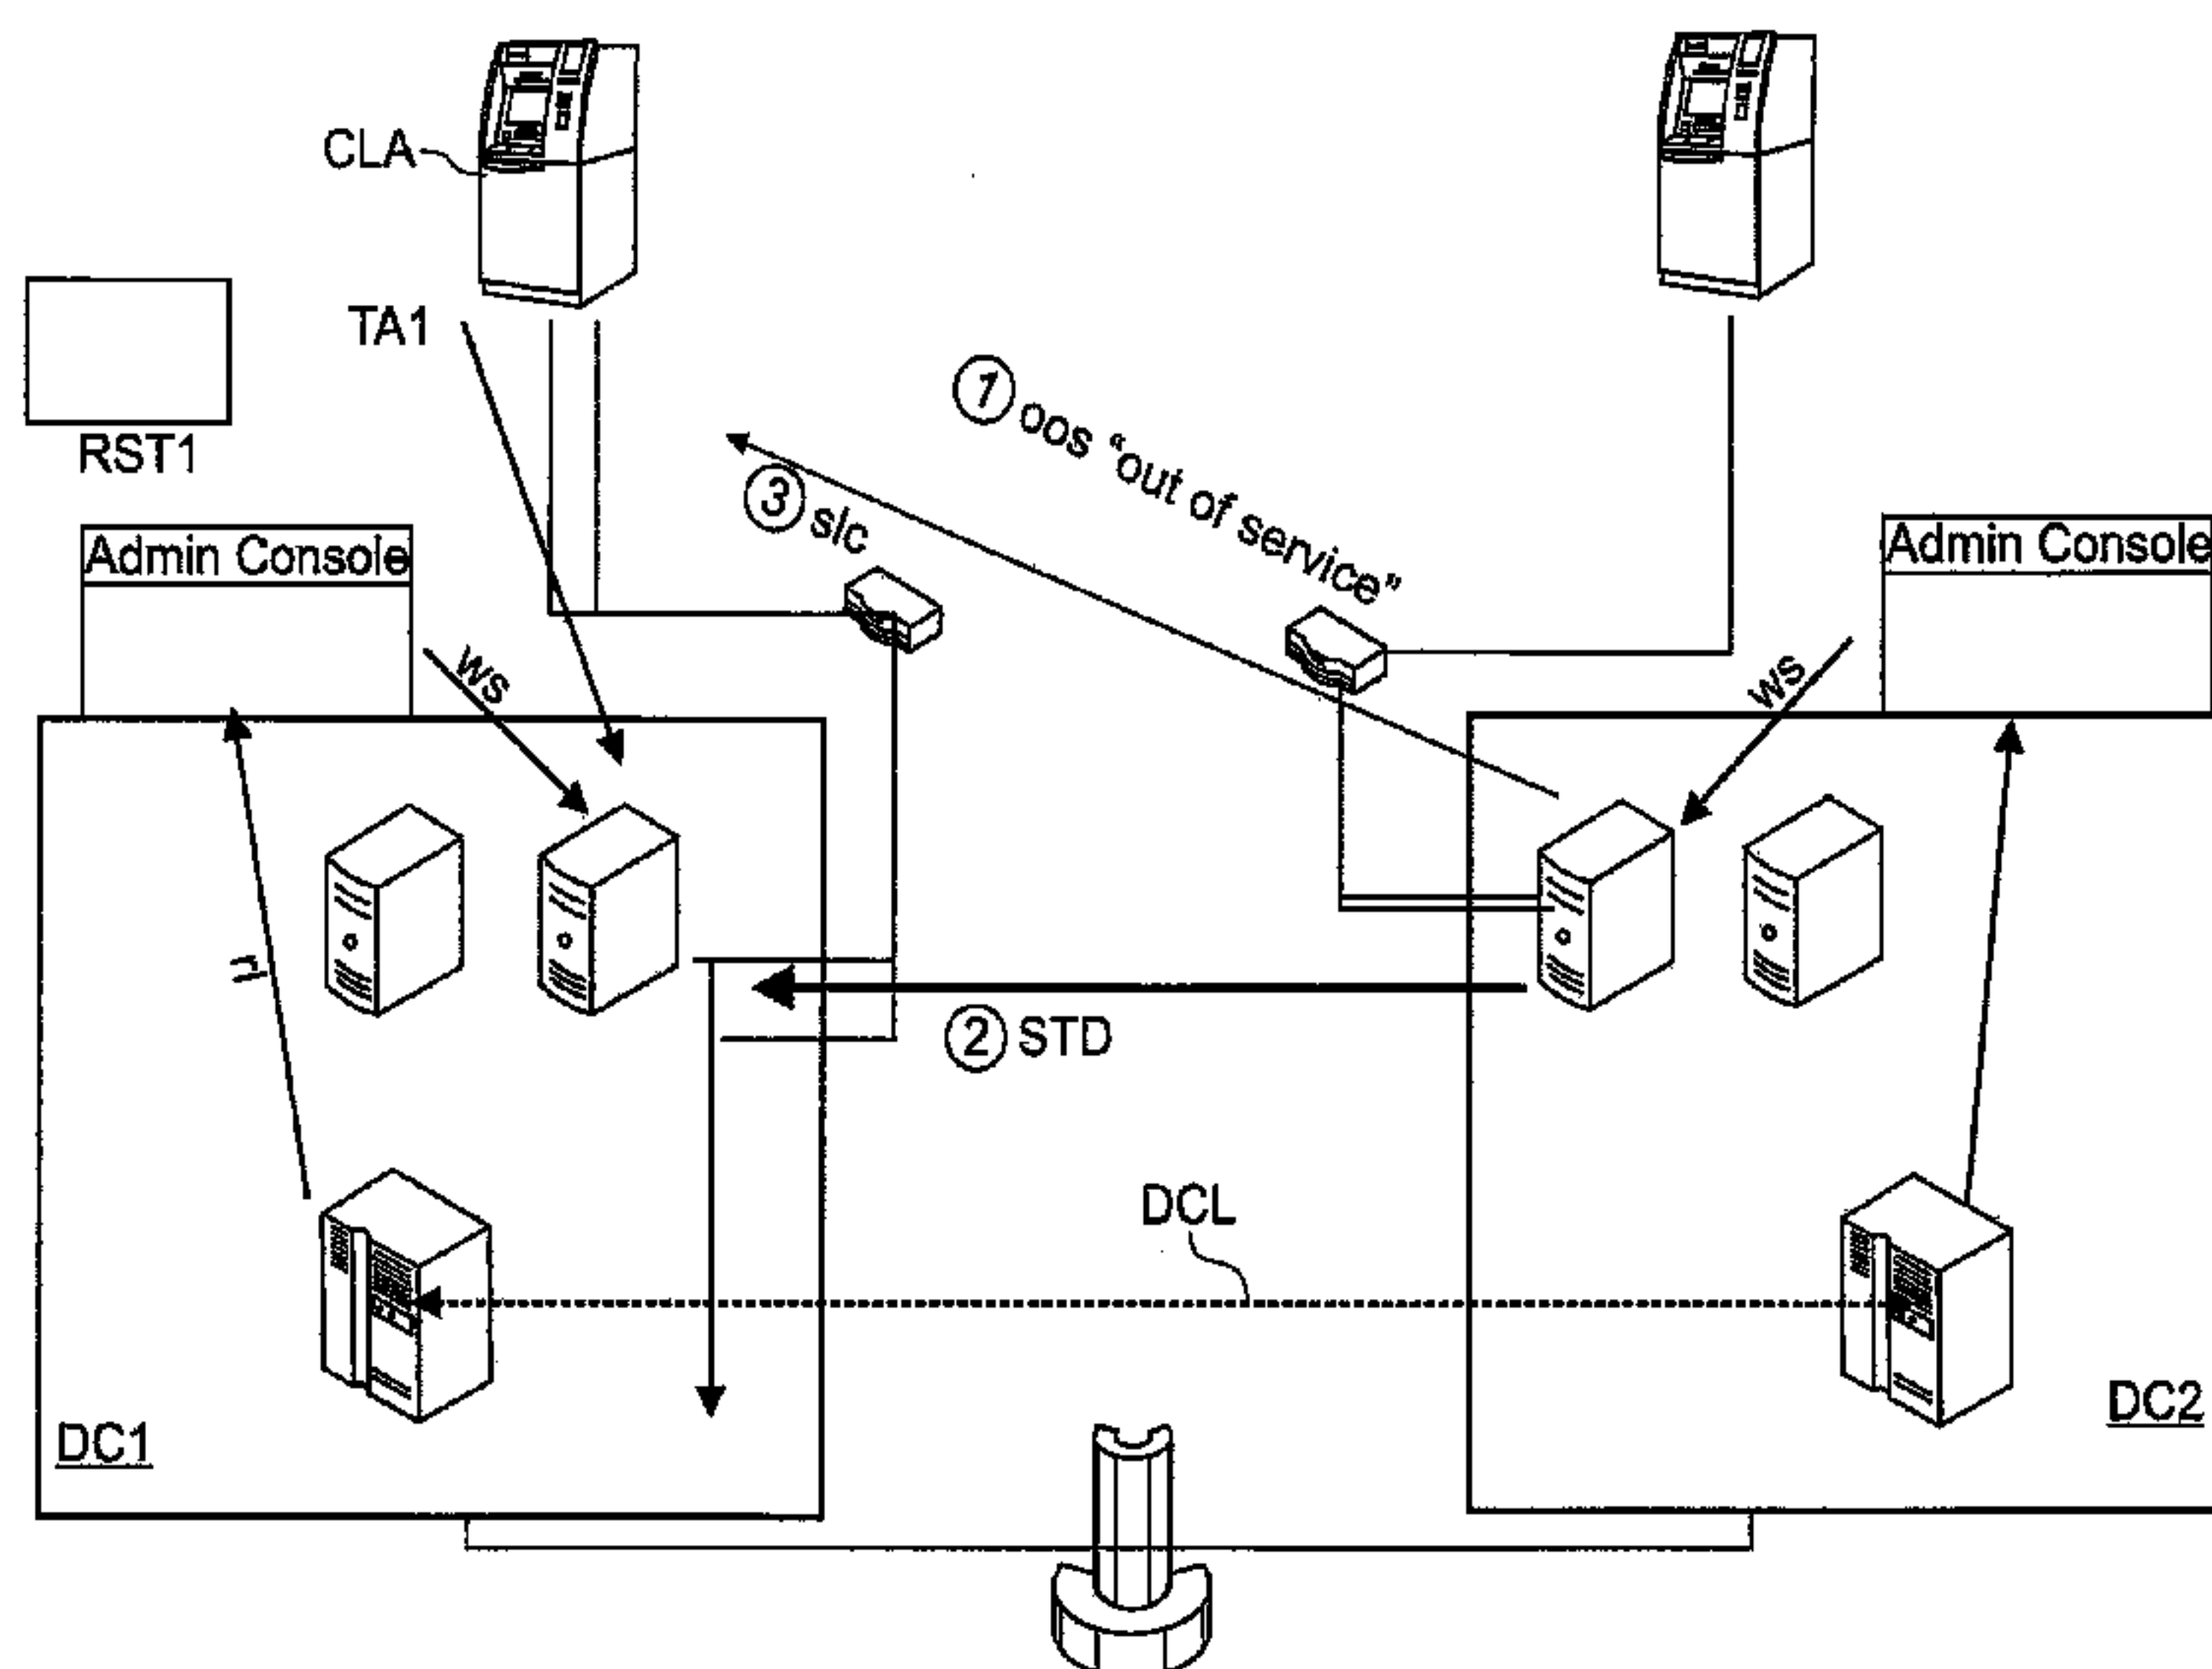 CLA
TA1
RST1
① oos “out of service”
③ s/c
Admin Console
Admin Console
ws
ws
rl
② STD
DCL
DC1
DC2